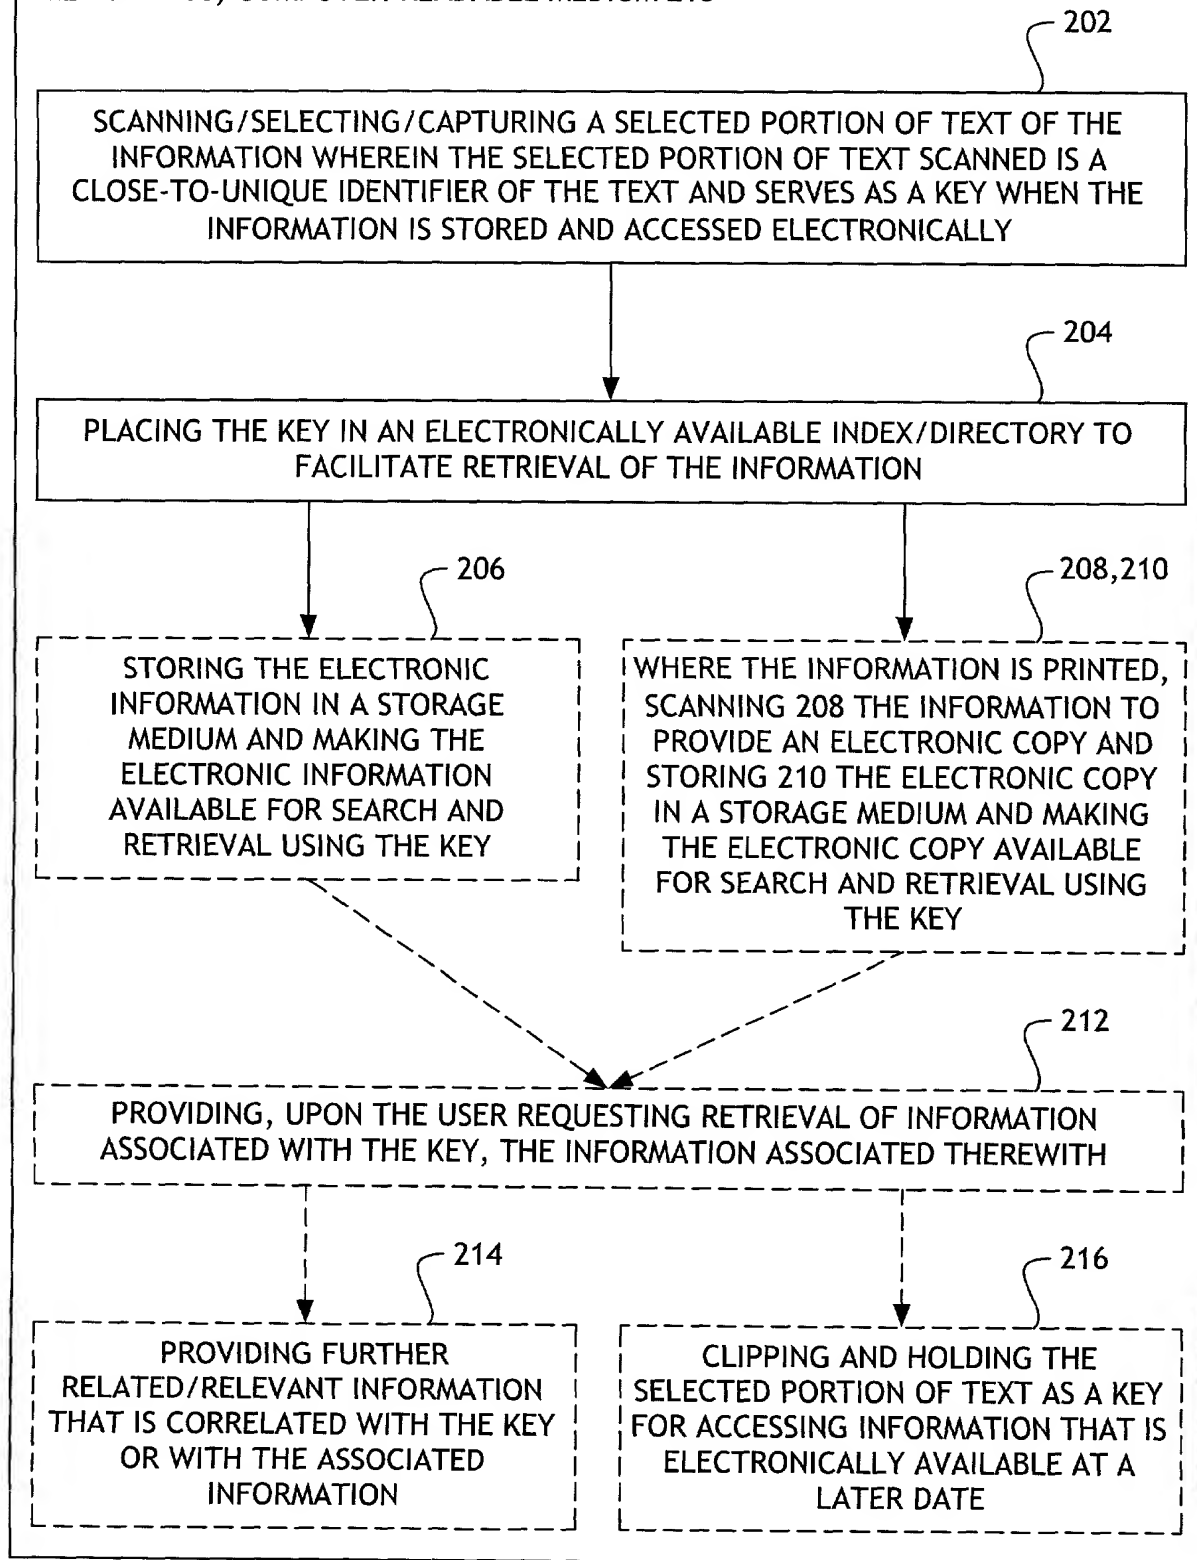 202
SCANNING/SELECTING/CAPTURING A SELECTED PORTION OF TEXT OF THE
INFORMATION WHEREIN THE SELECTED PORTION OF TEXT SCANNED IS A
CLOSE-TO-UNIQUE IDENTIFIER OF THE TEXT AND SERVES AS A KEY WHEN THE
INFORMATION IS STORED AND ACCESSED ELECTRONICALLY
204
PLACING THE KEY IN AN ELECTRONICALLY AVAILABLE INDEX/DIRECTORY TO
FACILITATE RETRIEVAL OF THE INFORMATION
206
STORING THE ELECTRONIC
INFORMATION IN A STORAGE
MEDIUM AND MAKING THE
ELECTRONIC INFORMATION
AVAILABLE FOR SEARCH AND
RETRIEVAL USING THE KEY
208,210
WHERE THE INFORMATION IS PRINTED,
SCANNING 208 THE INFORMATION TO
PROVIDE AN ELECTRONIC COPY AND
STORING 210 THE ELECTRONIC COPY
IN A STORAGE MEDIUM AND MAKING
THE ELECTRONIC COPY AVAILABLE
FOR SEARCH AND RETRIEVAL USING
THE KEY
212
PROVIDING, UPON THE USER REQUESTING RETRIEVAL OF INFORMATION
ASSOCIATED WITH THE KEY, THE INFORMATION ASSOCIATED THEREWITH
214
PROVIDING FURTHER
RELATED/RELEVANT INFORMATION
THAT IS CORRELATED WITH THE KEY
OR WITH THE ASSOCIATED
INFORMATION
216
CLIPPING AND HOLDING THE
SELECTED PORTION OF TEXT AS A KEY
FOR ACCESSING INFORMATION THAT IS
ELECTRONICALLY AVAILABLE AT A
LATER DATE